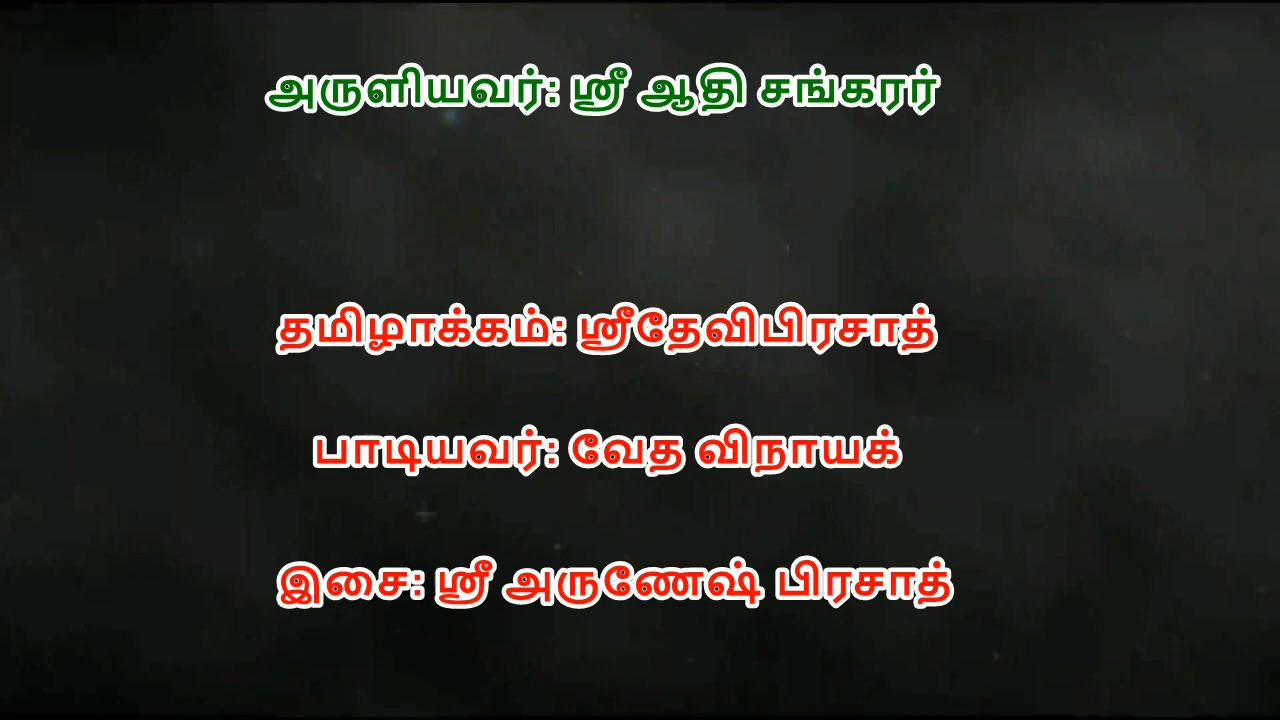 அருளியவர்: ஸ்ரீ ஆதி சங்கரர்
தமிழாக்கம்: ஸ்ரீதேவிபிரசாத்
பாடியவர்: வேத விநாயக்
இசை: ஸ்ரீ அருணேஷ் பிரசாத்